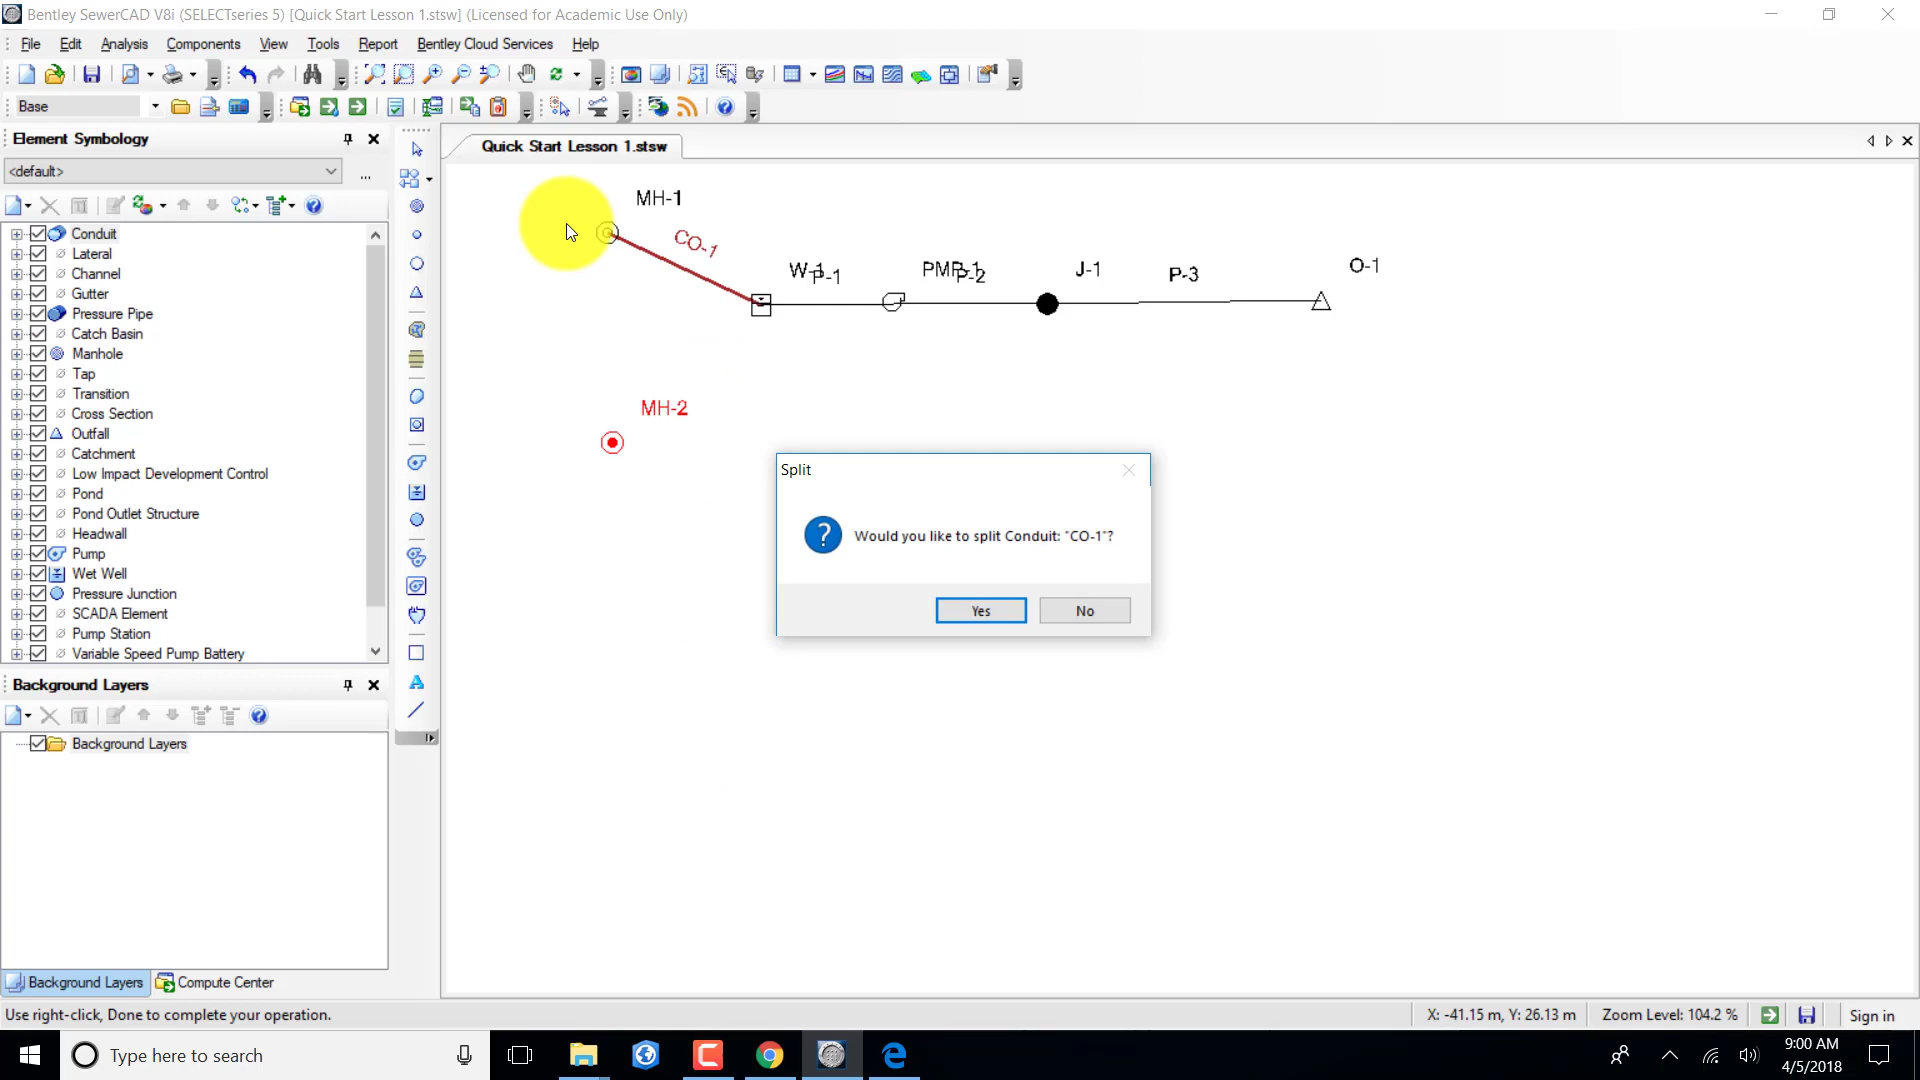 Bentley SewerCAD V8i (SELECTseries 5) [Quick Start Lesson 1.stsw] (Licensed for Academic Use Only)
File Edit Analysis Components View Tools Report Bentley Cloud Services Help
Base
Element Symbology
<default>
...
Conduit
Lateral
Channel
Gutter
Pressure Pipe
Catch Basin
Manhole
Tap
Transition
Cross Section
Outfall
Catchment
Low Impact Development Control
Pond
Pond Outlet Structure
Headwall
Pump
Wet Well
Pressure Junction
SCADA Element
Pump Station
Variable Speed Pump Battery
Background Layers
Background Layers
Background Layers Compute Center
Quick Start Lesson 1.stsw
MH-1
CO-1
W-1
P-1
PMP-1
P-2
J-1
P-3
O-1
MH-2
Split
Would you like to split Conduit: "CO-1"?
Yes No
Use right-click, Done to complete your operation.
X: -41.15 m, Y: 26.13 m Zoom Level: 104.2 % Sign in
Type here to search
9:00 AM
4/5/2018